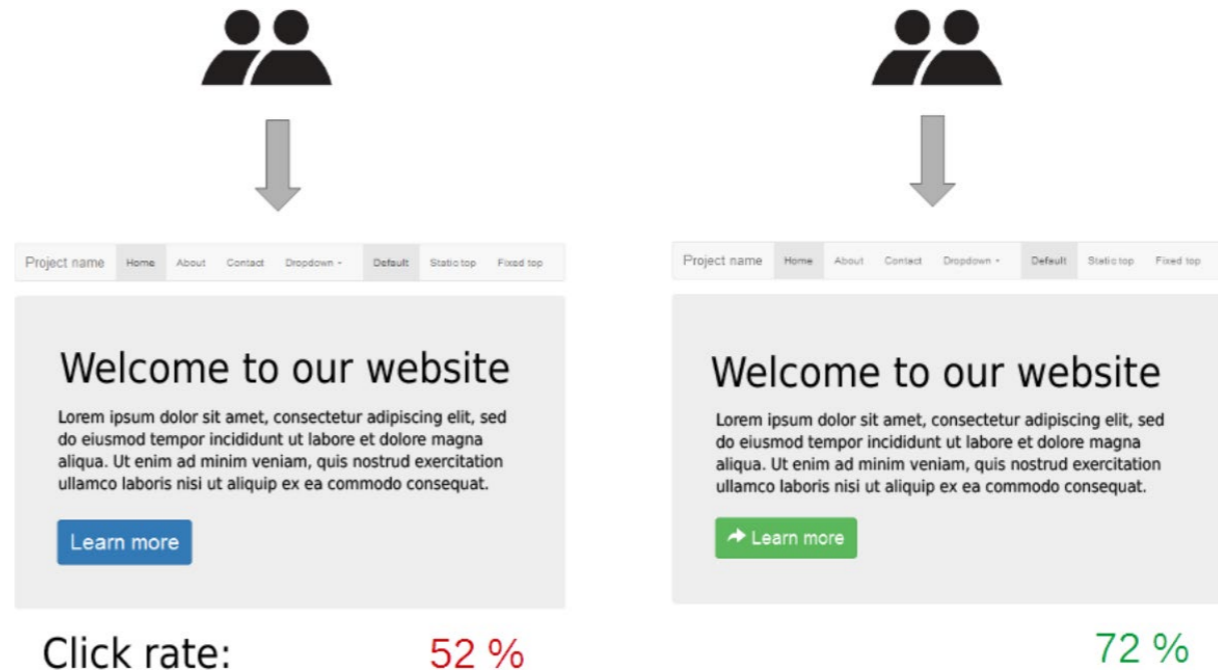 Project name Home About Contact Dropdown Default Static top Fixed top
Welcome to our website
Lorem ipsum dolor sit amet, consectetur adipiscing elit, sed
do eiusmod tempor incididunt ut labore et dolore magna
aliqua. Ut enim ad minim veniam, quis nostrud exercitation
ullamco laboris nisi ut aliquip ex ea commodo consequat.
Learn more
Project name Home About Contact Dropdown Default Static top Fixed top
Welcome to our website
Lorem ipsum dolor sit amet, consectetur adipiscing elit, sed
do eiusmod tempor incididunt ut labore et dolore magna
aliqua. Ut enim ad minim veniam, quis nostrud exercitation
ullamco laboris nisi ut aliquip ex ea commodo consequat.
Learn more
Click rate: 52 % 72 %